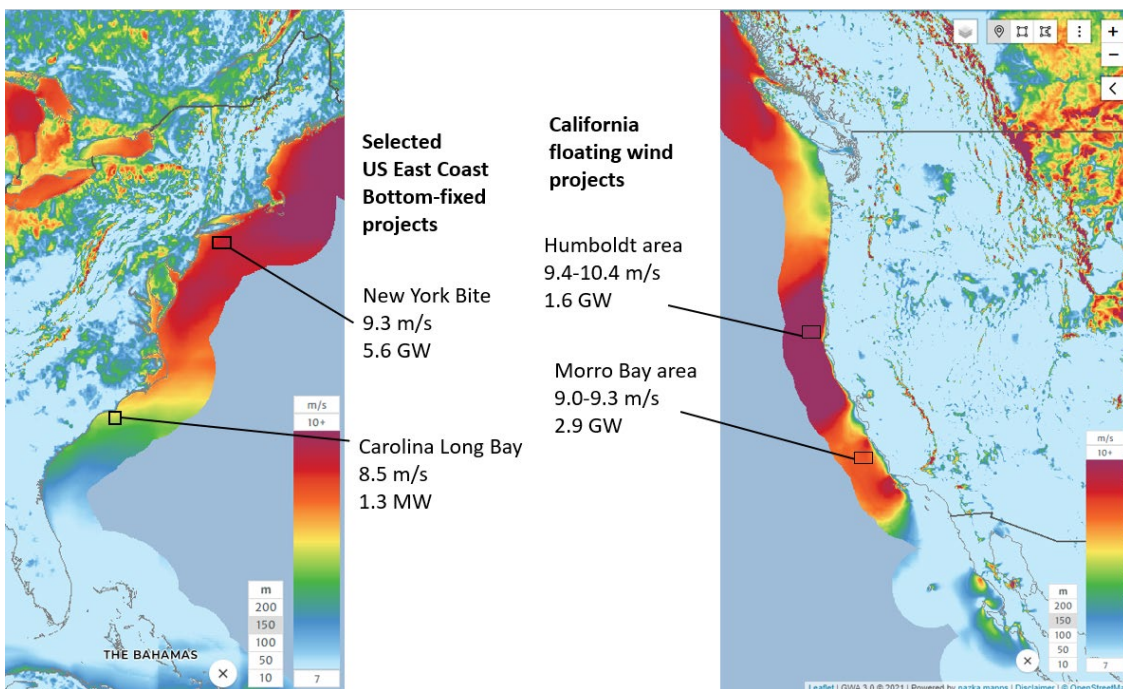 Selected
US East Coast
Bottom-fixed
projects
New York Bite
9.3 m/s
5.6 GW
Carolina Long Bay
8.5 m/s
1.3 MW
m/s
10+
7
m
200
150
100
50
10
THE BAHAMAS
California
floating wind
projects
Humboldt area
9.4-10.4 m/s
1.6 GW
Morro Bay area
9.0-9.3 m/s
2.9 GW
m/s
10+
7
m
200
150
100
50
10
Leaflet | GWA 3.0 © 2021 | Powered by nazka mapps | Disclaimer | © OpenStreetMa